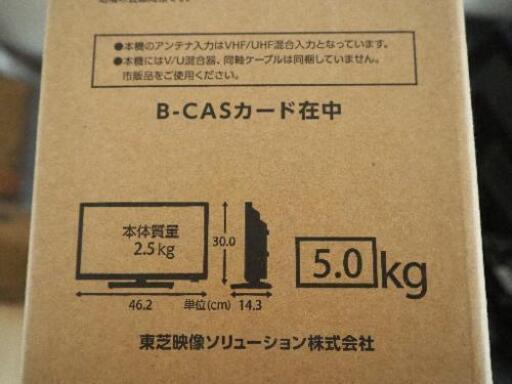 ●本機のアンテナ入力はVHF/UHF混合入力となっています。
●本機にはV/U混合器、同軸ケーブルは同梱していません。
市販品をご使用ください。
B-CASカード在中
本体質量
2.5kg
30.0
5.0kg
46.2
単位(cm)
14.3
東芝映像ソリューション株式会社